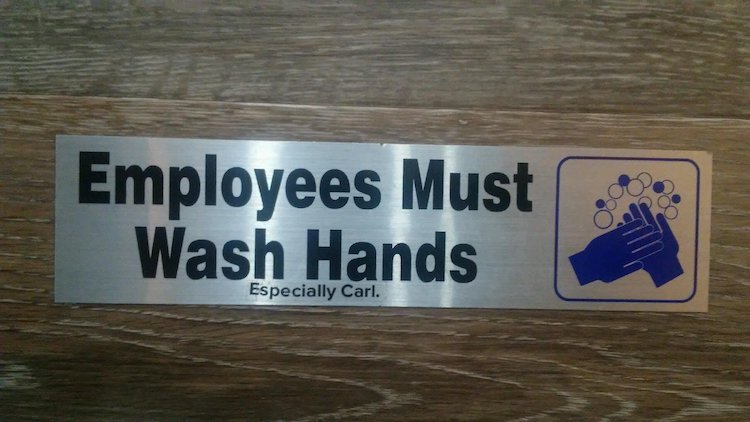 Employees Must
Wash Hands
Especially Carl.